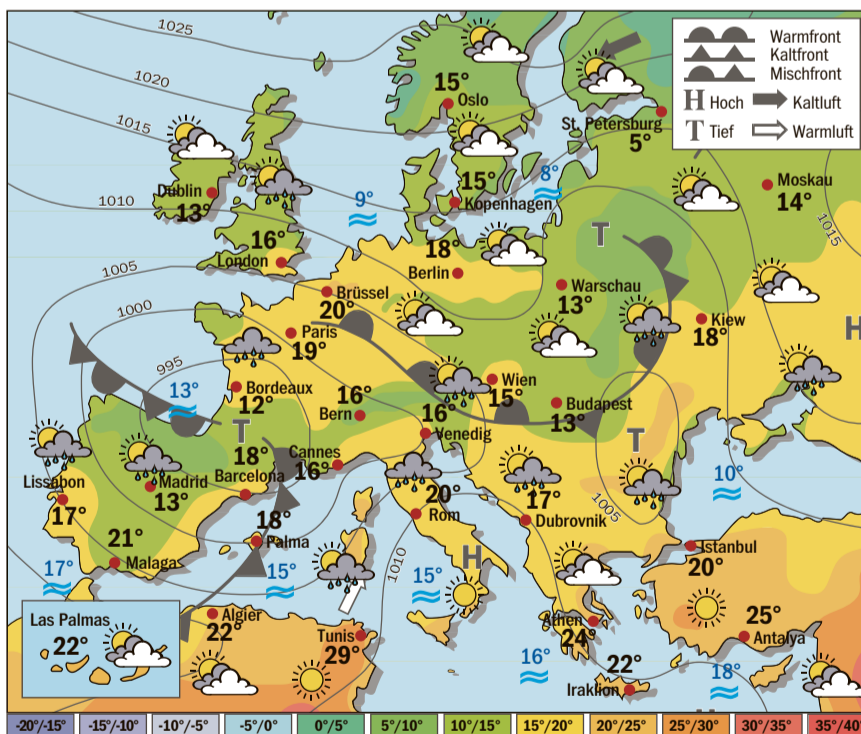 1025
1020
1015
1010
1005
1000
995
Warmfront
Kaltfront
Mischfront
H Hoch
Kaltluft
T Tief
Warmluft
15°
Oslo
St. Petersburg
5°
Dublin
13°
9°
15°
Kopenhagen
8°
Moskau
14°
1015
16°
London
18°
Berlin
T
Brüssel
20°
Warschau
13°
Kiew
18°
H
Paris
19°
13°
Bordeaux
12°
16°
Bern
Wien
15°
Budapest
13°
T
18°
Barcelona
Cannes
16°
16°
Venedig
T
1005
10°
Lissabon
17°
Madrid
13°
20°
Rom
17°
Dubrovnik
21°
Malaga
18°
Palma
H
1010
Istanbul
20°
17°
15°
15°
Las Palmas
22°
Algier
22°
Tunis
29°
Athen
24°
25°
Antalya
16°
22°
Iraklion
18°
-20°/-15°
-15°/-10°
-10°/-5°
-5°/0°
0°/5°
5°/10°
10°/15°
15°/20°
20°/25°
25°/30°
30°/35°
35°/40°